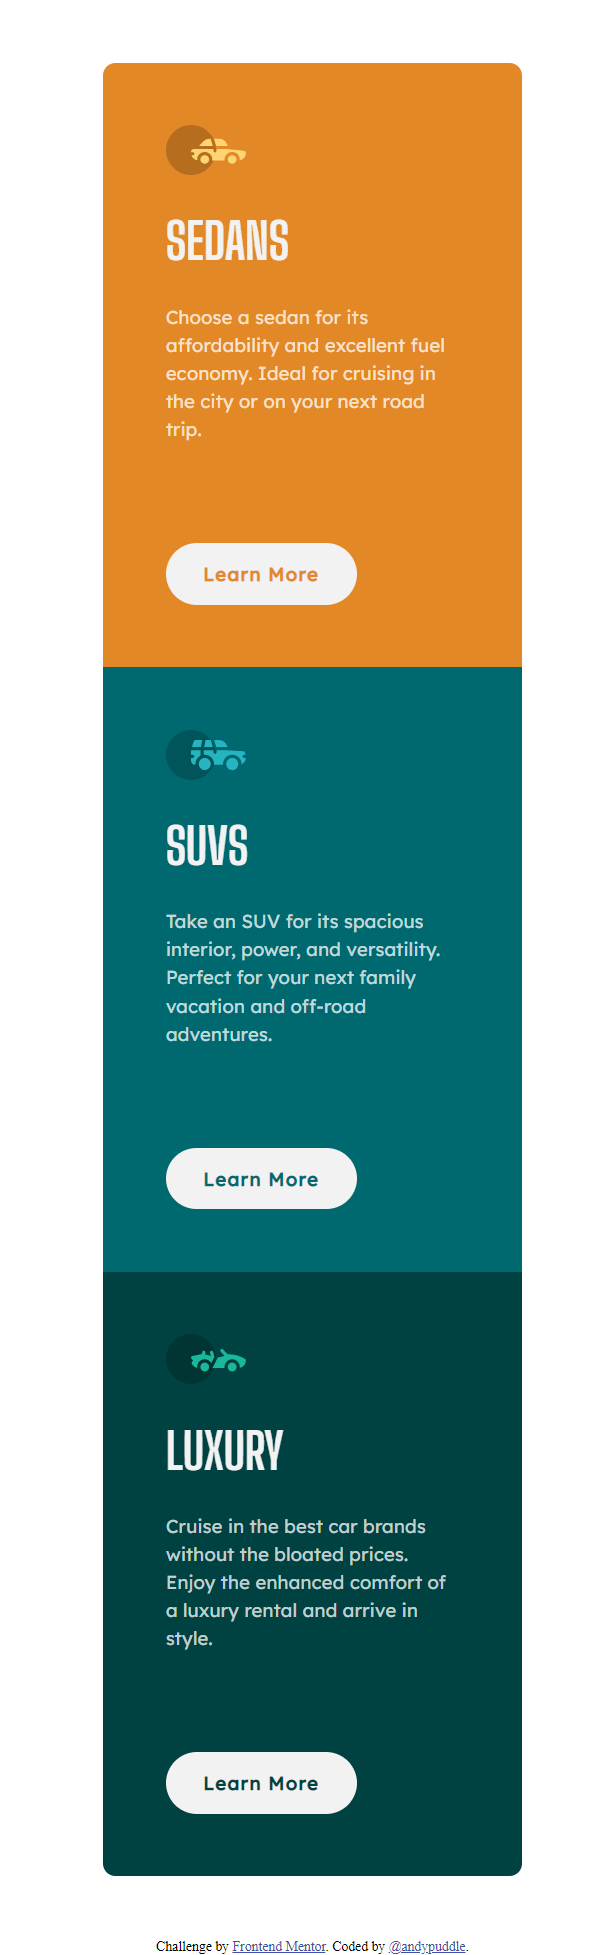 SEDANS
Choose a sedan for its
affordability and excellent fuel
economy. Ideal for cruising in
the city or on your next road
trip.
Learn More
SUVS
Take an SUV for its spacious
interior, power, and versatility.
Perfect for your next family
vacation and off-road
adventures.
Learn More
LUXURY
Cruise in the best car brands
without the bloated prices.
Enjoy the enhanced comfort of
a luxury rental and arrive in
style.
Learn More
Challenge by Frontend Mentor. Coded by @andypuddle.